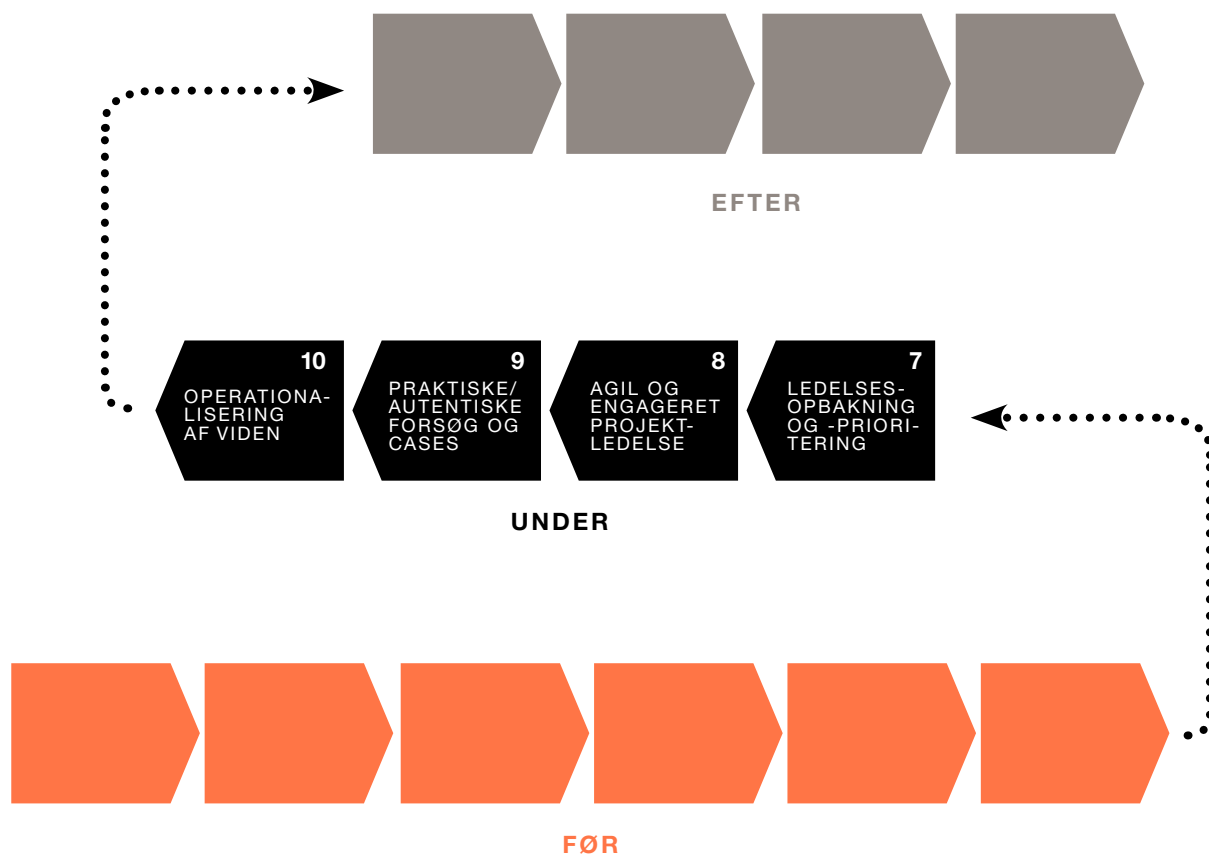 EFTER
10
OPERATIONA-
LISERING
AF VIDEN
9
PRAKTISKE/
AUTENTISKE
FORSØG OG
CASES
8
AGIL OG
ENGAGERET
PROJEKT-
LEDELSE
7
LEDELSES-
OPBAKNING
OG -PRIORI-
TERING
UNDER
FØR